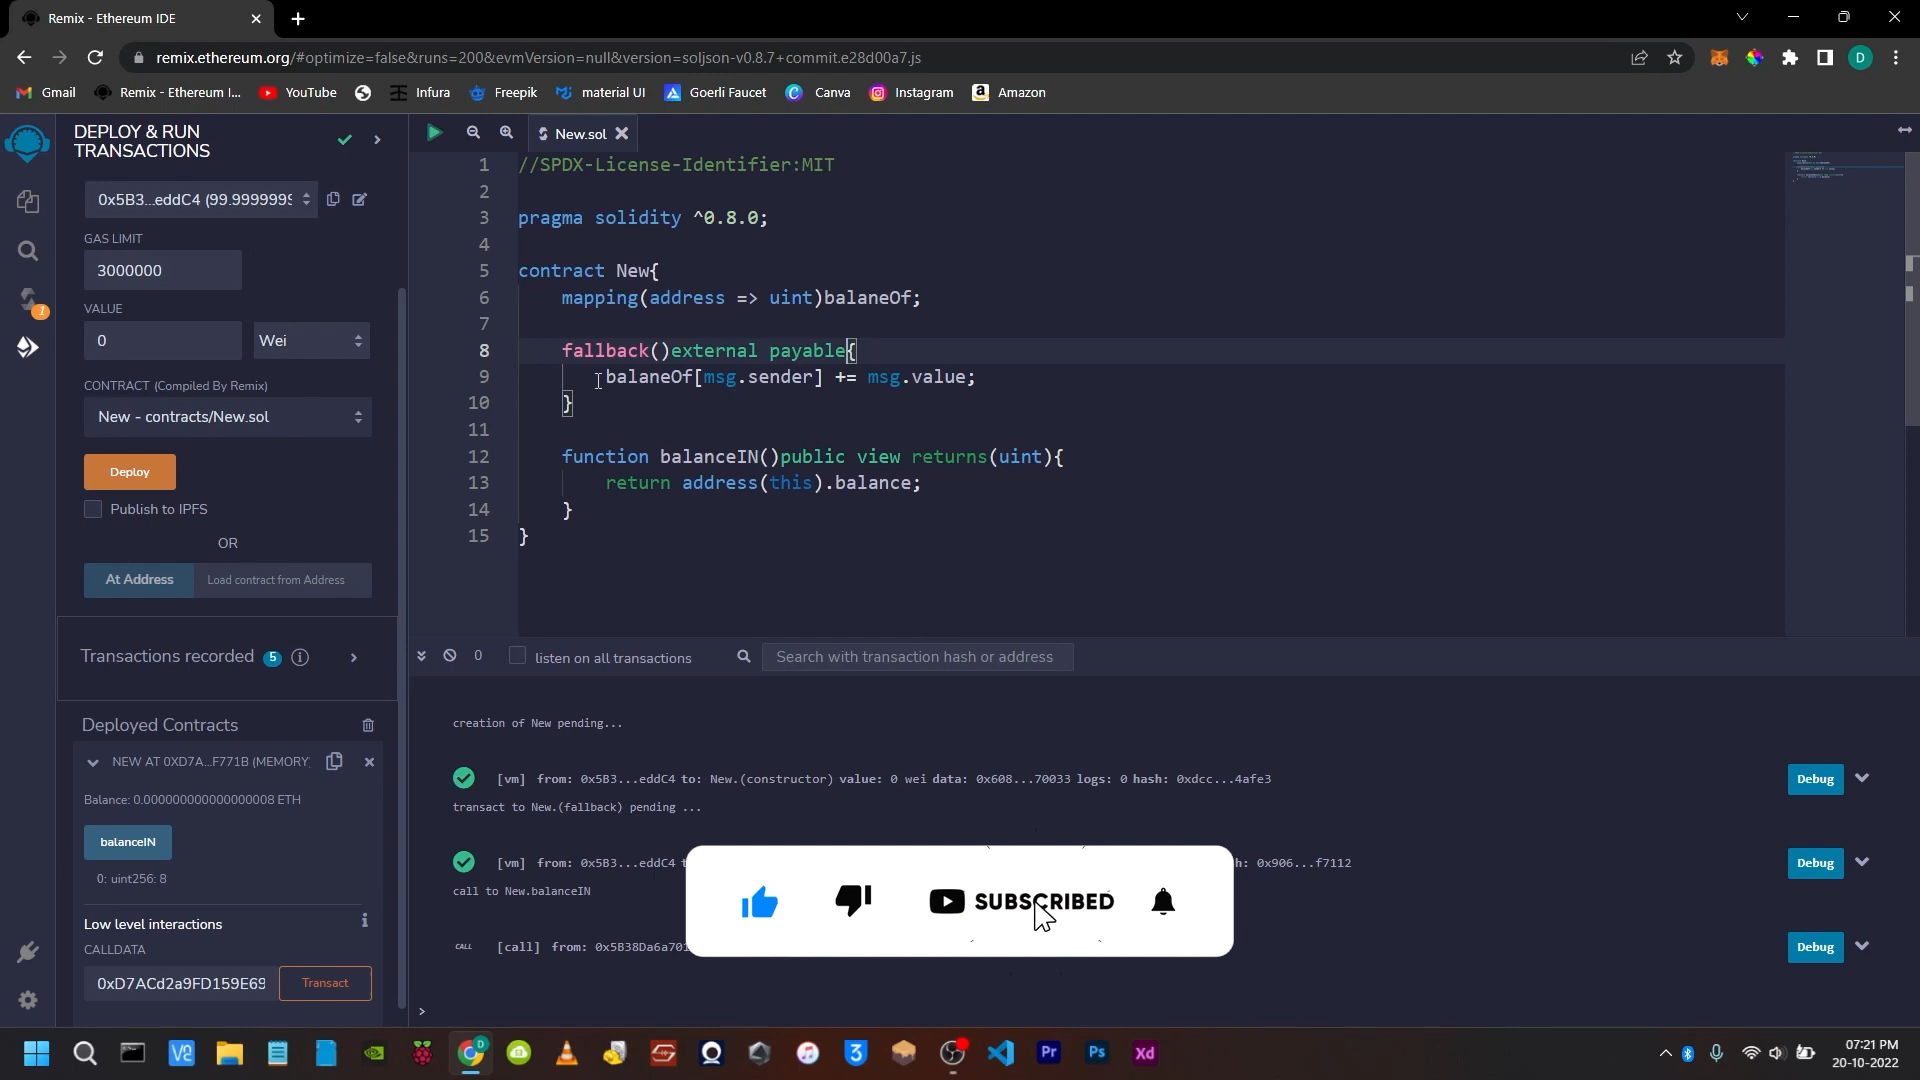 Remix - Ethereum IDE
remix.ethereum.org/#optimize=false&runs=200&evmVersion=null&version=soljson-v0.8.7+commit.e28d00a7.js
D
Gmail
Remix - Ethereum I...
YouTube
Infura
Freepik
material UI
Goerli Faucet
Canva
Instagram
Amazon
DEPLOY & RUN
TRANSACTIONS
0x5B3...eddC4 (99.9999999
GAS LIMIT
3000000
VALUE
0
Wei
CONTRACT (Compiled By Remix)
New - contracts/New.sol
Deploy
Publish to IPFS
OR
At Address
Load contract from Address
Transactions recorded 5 i
Deployed Contracts
NEW AT 0XD7A...F771B (MEMORY)
Balance: 0.000000000000000008 ETH
balanceIN
0: uint256: 8
Low level interactions
i
CALLDATA
0xD7ACd2a9FD159E69
Transact
1
New.sol
1 //SPDX-License-Identifier:MIT
2
3 pragma solidity ^0.8.0;
4
5 contract New{
6 mapping(address => uint)balaneOf;
7
8 fallback()external payable{
9 balaneOf[msg.sender] += msg.value;
10 }
11
12 function balanceIN()public view returns(uint){
13 return address(this).balance;
14 }
15 }
0
listen on all transactions
Search with transaction hash or address
creation of New pending...
[vm] from: 0x5B3...eddC4 to: New.(constructor) value: 0 wei data: 0x608...70033 logs: 0 hash: 0xdcc...4afe3
Debug
transact to New.(fallback) pending ...
[vm] from: 0x5B3...eddC4 t
h: 0x906...f7112
Debug
call to New.balanceIN
SUBSCRIBED
CALL [call] from: 0x5B38Da6a701
Debug
>
D
3
Pr
Ps
Xd
07:21 PM
20-10-2022